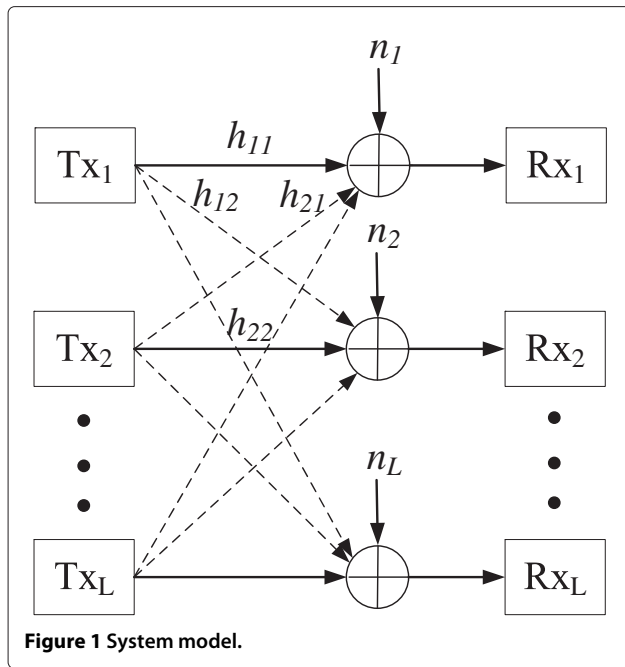 n1
Tx1
h11
Rx1
h12
h21
n2
Tx2
h22
Rx2
nL
TxL
RxL
Figure 1 System model.